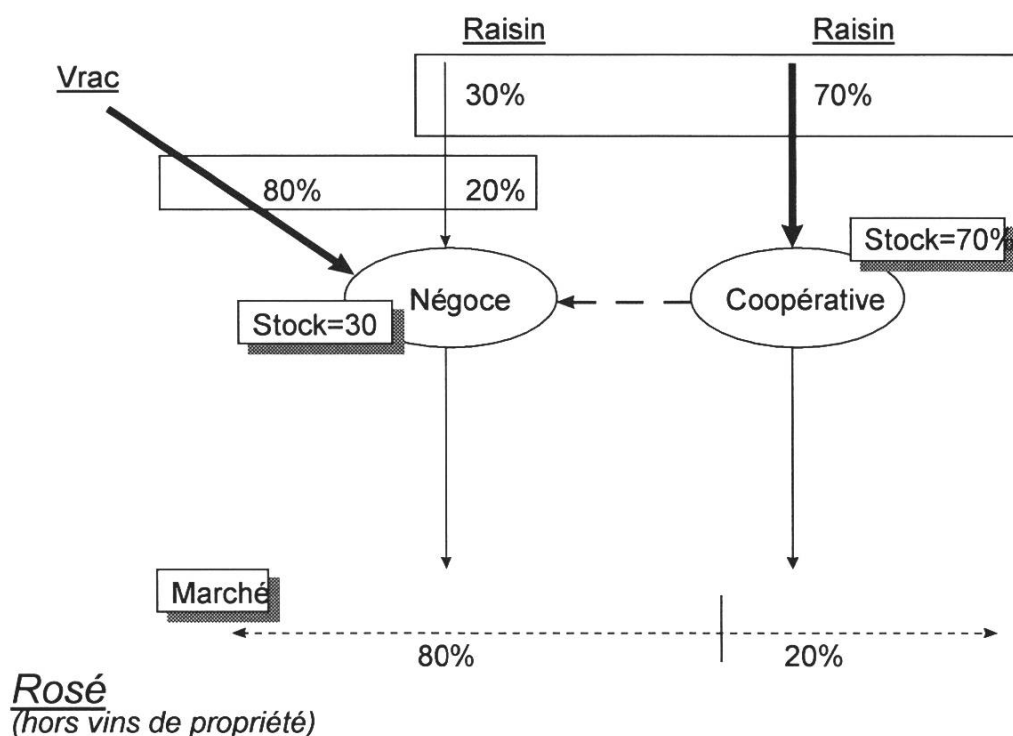 Raisin Raisin
Vrac
30% 70%
80% 20%
Stock=70%
Négoce Coopérative
Stock=30
Marché
80% 20%
Rosé
(hors vins de propriété)